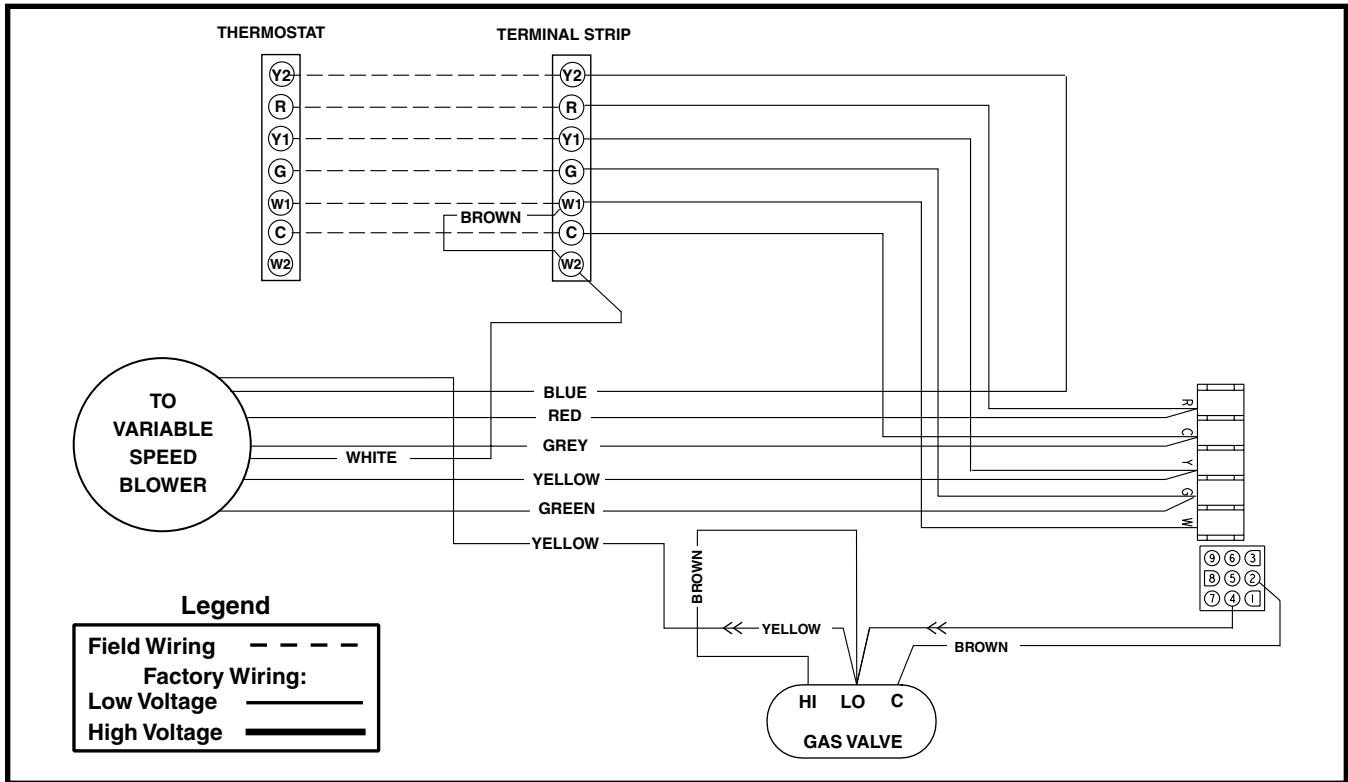 THERMOSTAT
TERMINAL STRIP
Y2
R
Y1
G
W1
C
W2
Y2
R
Y1
G
W1
C
W2
BROWN
TO
VARIABLE
SPEED
BLOWER
BLUE
RED
GREY
WHITE
YELLOW
GREEN
YELLOW
R
C
Y
G
W
9 6 3
8 5 2
7 4 1
BROWN
YELLOW
BROWN
HI LO C
GAS VALVE
Legend
Field Wiring
Factory Wiring:
Low Voltage
High Voltage